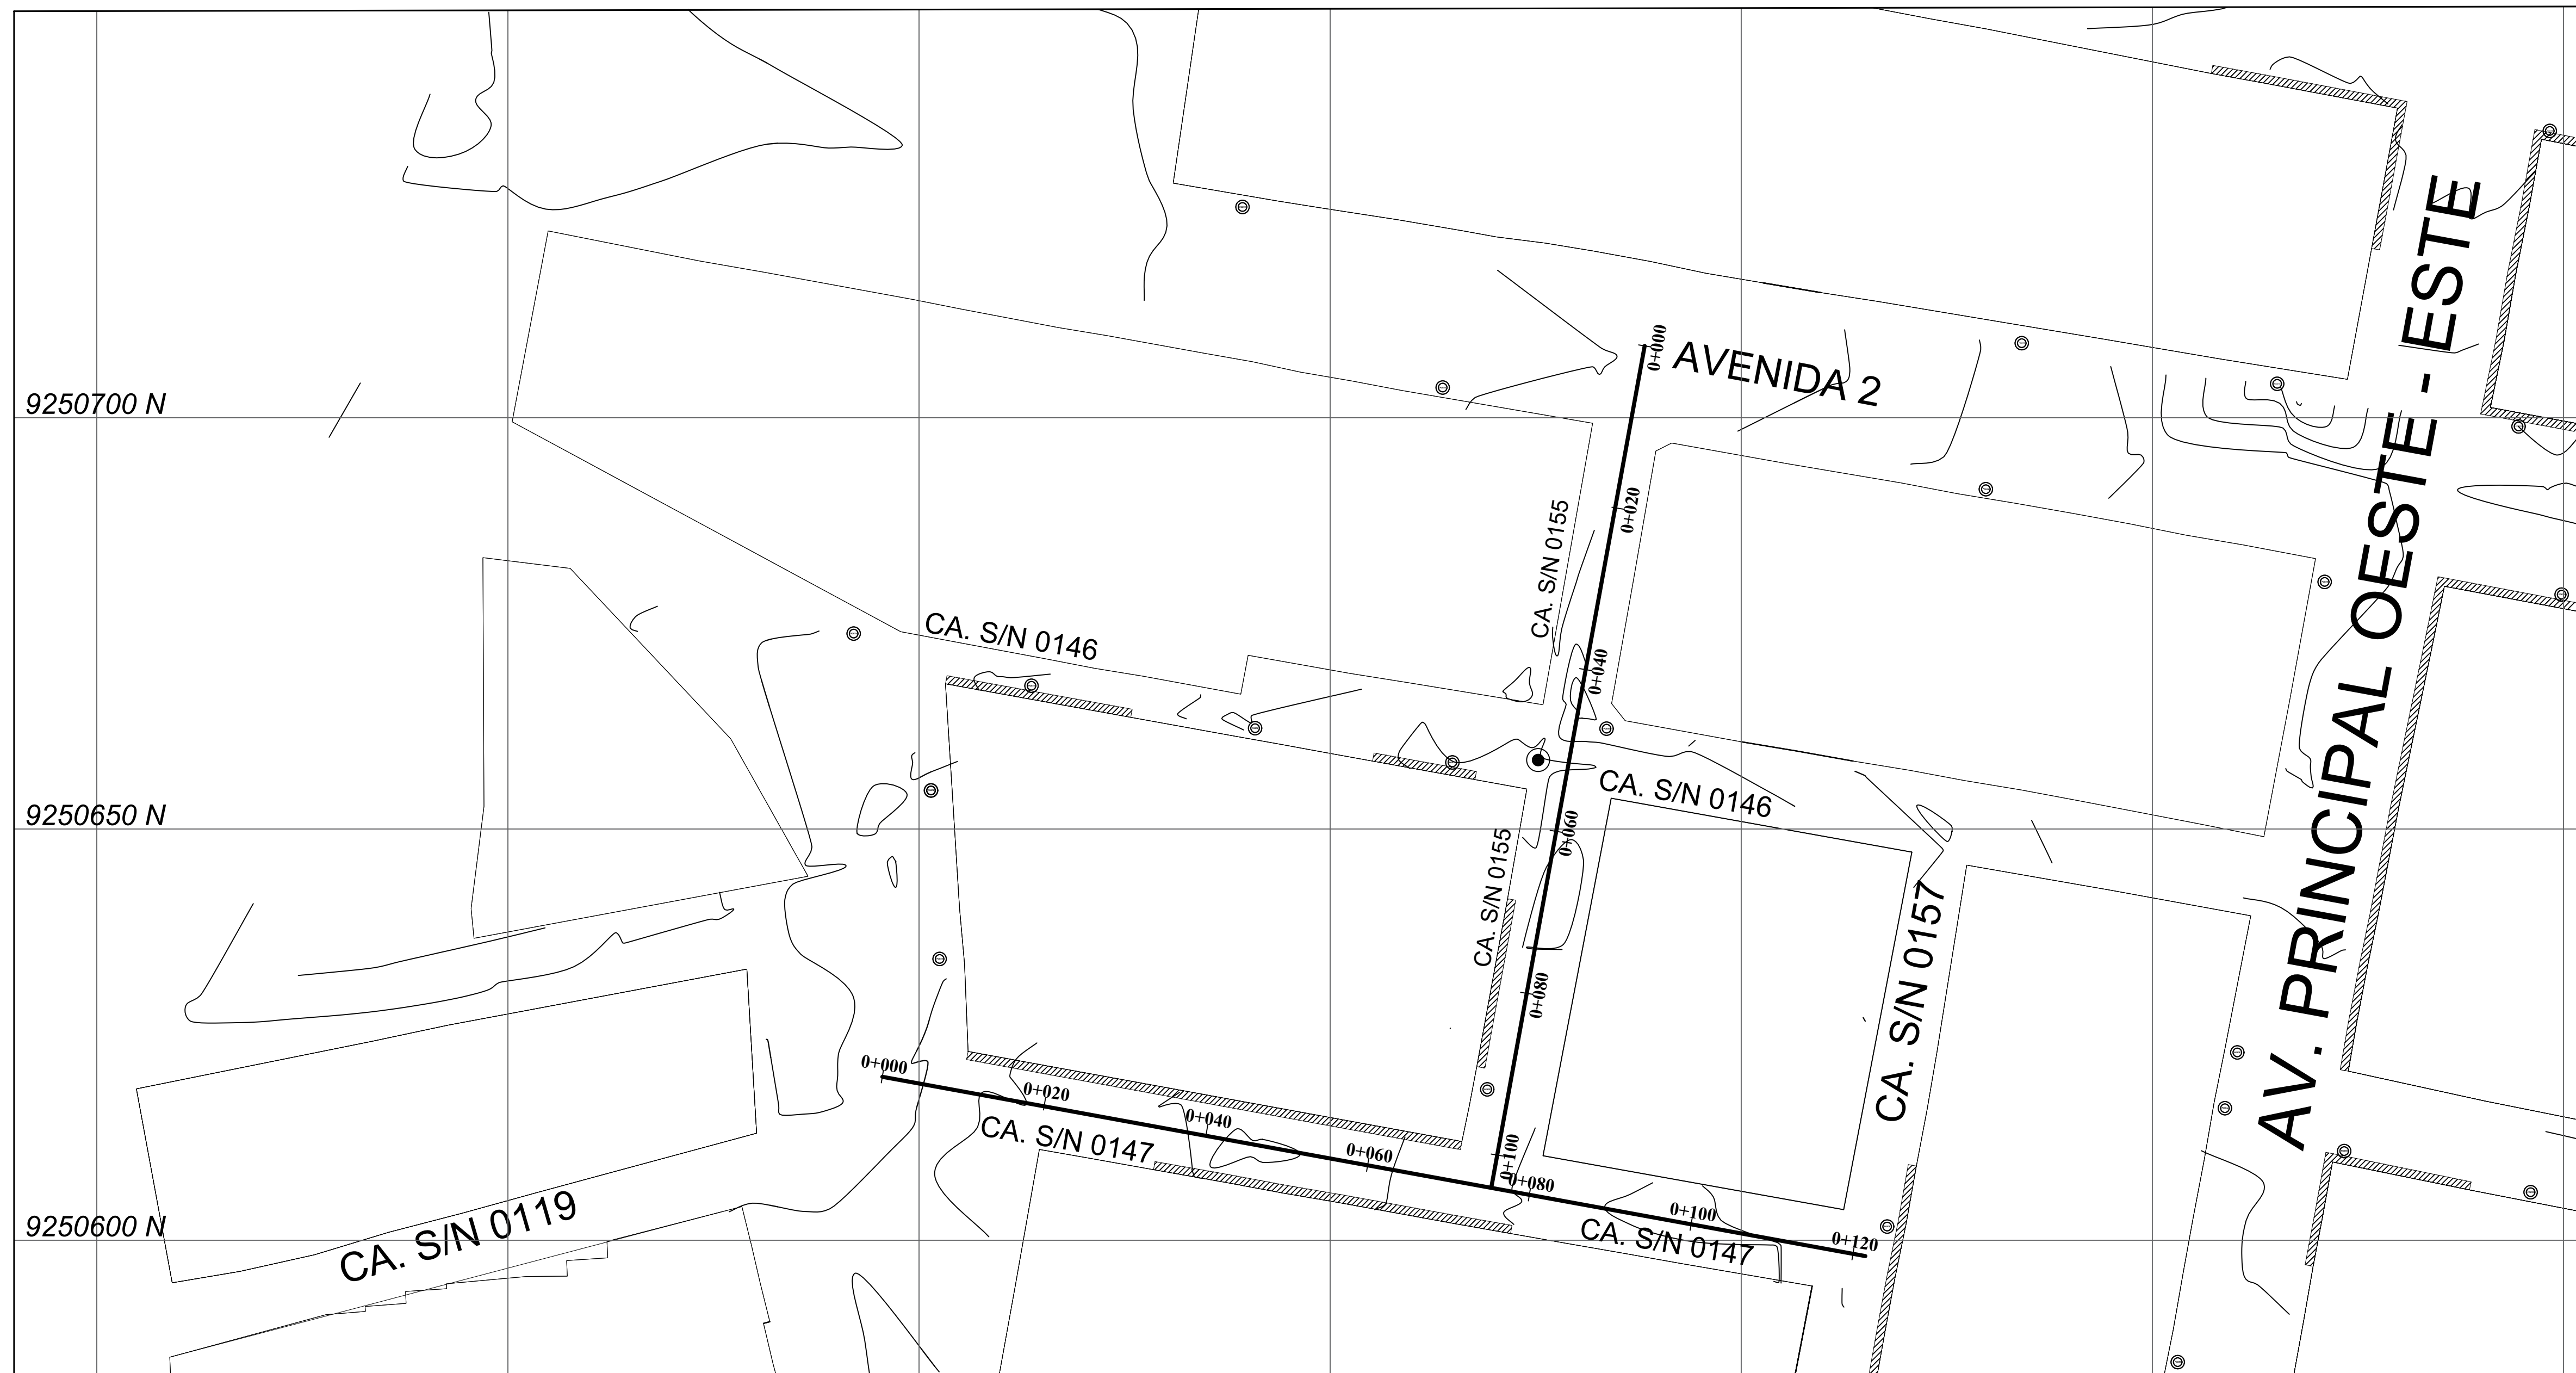 AV. PRINCIPAL OESTE - ESTE
0+000
AVENIDA 2
9250700 N
0+020
CA. S/N 0155
CA. S/N 0146
0+040
CA. S/N 0146
9250650 N
0+060
CA. S/N 0155
CA. S/N 0157
0+080
0+000
0+020
0+040
CA. S/N 0147
0+060
0+100
0+080
0+100
CA. S/N 0147
0+120
CA. S/N 0119
9250600 N